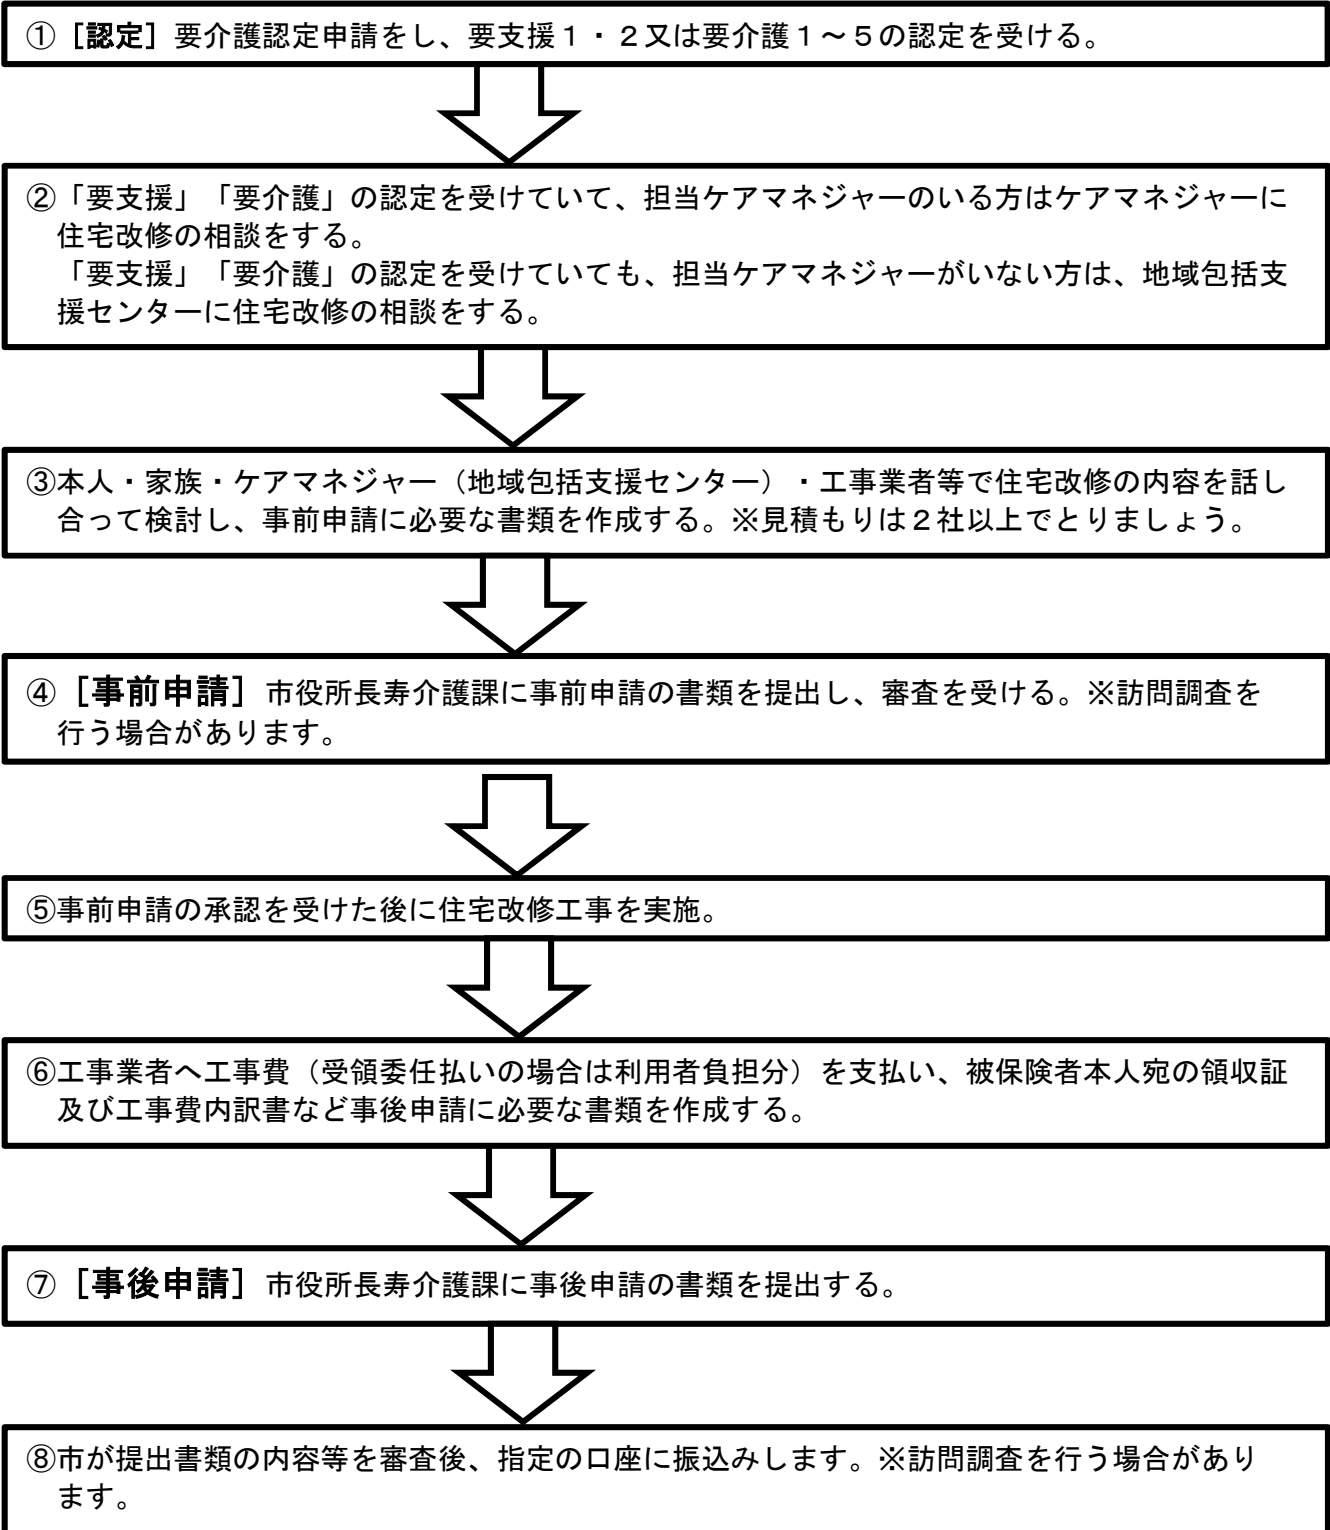 ①［認定］要介護認定申請をし、要支援１・２又は要介護１～５の認定を受ける。
②「要支援」「要介護」の認定を受けていて、担当ケアマネジャーのいる方はケアマネジャーに
住宅改修の相談をする。
「要支援」「要介護」の認定を受けていても、担当ケアマネジャーがいない方は、地域包括支
援センターに住宅改修の相談をする。
③本人・家族・ケアマネジャー（地域包括支援センター）・工事業者等で住宅改修の内容を話し
合って検討し、事前申請に必要な書類を作成する。※見積もりは２社以上でとりましょう。
④［事前申請］市役所長寿介護課に事前申請の書類を提出し、審査を受ける。※訪問調査を
行う場合があります。
⑤事前申請の承認を受けた後に住宅改修工事を実施。
⑥工事業者へ工事費（受領委任払いの場合は利用者負担分）を支払い、被保険者本人宛の領収証
及び工事費内訳書など事後申請に必要な書類を作成する。
⑦［事後申請］市役所長寿介護課に事後申請の書類を提出する。
⑧市が提出書類の内容等を審査後、指定の口座に振込みします。※訪問調査を行う場合があり
ます。